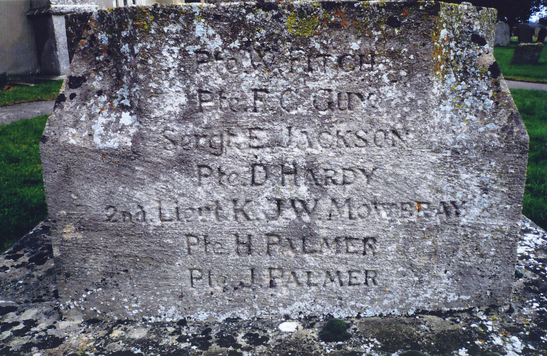 Pte. W. FITCH
Pte. F. C. GUY
Sergt E. JACKSON
Pte. D. HARDY
2nd Lieut K. J. W. MOWBRAY
Pte. H PALMER
Pte. J. PALMER